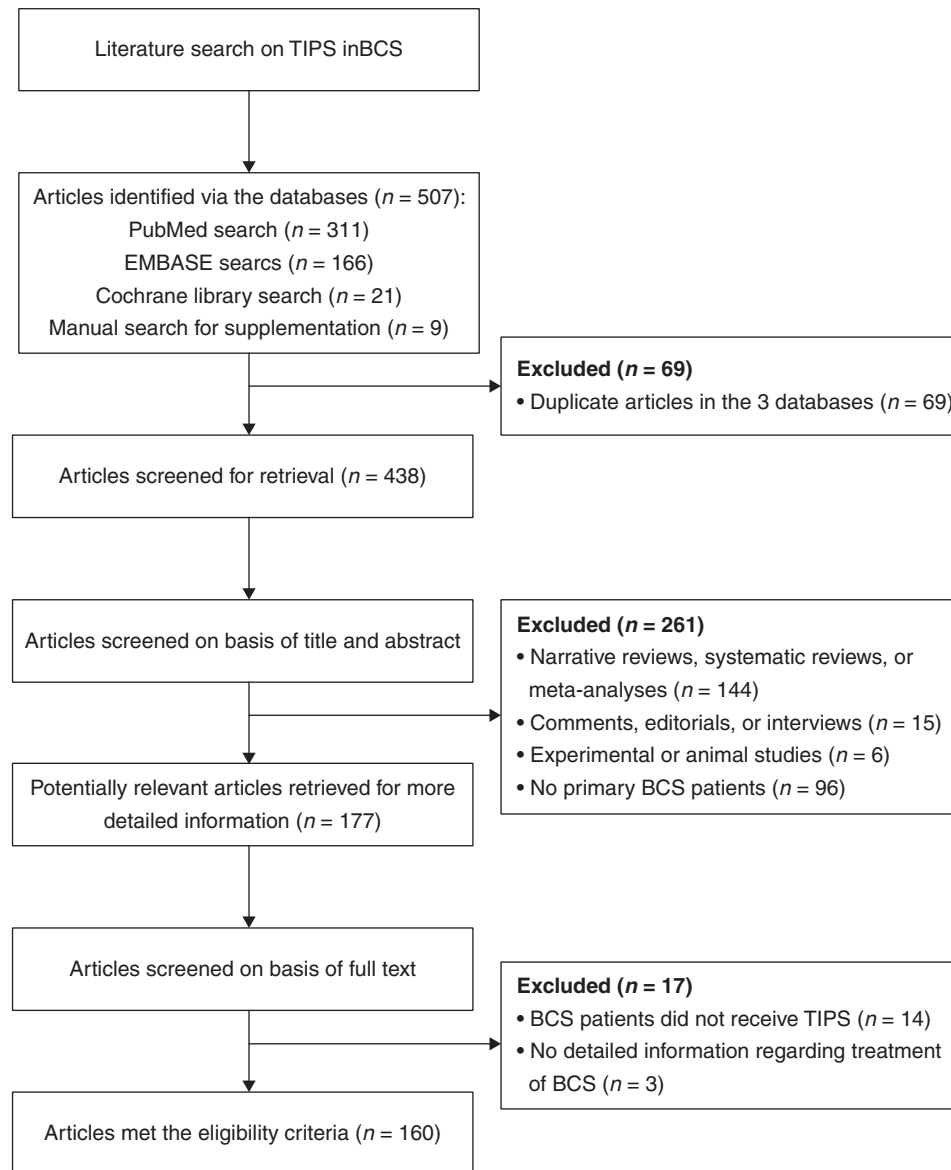 Literature search on TIPS inBCS
Articles identified via the databases (n = 507):
PubMed search (n = 311)
EMBASE searcs (n = 166)
Cochrane library search (n = 21)
Manual search for supplementation (n = 9)
Excluded (n = 69)
• Duplicate articles in the 3 databases (n = 69)
Articles screened for retrieval (n = 438)
Articles screened on basis of title and abstract
Excluded (n = 261)
• Narrative reviews, systematic reviews, or
meta-analyses (n = 144)
• Comments, editorials, or interviews (n = 15)
• Experimental or animal studies (n = 6)
• No primary BCS patients (n = 96)
Potentially relevant articles retrieved for more
detailed information (n = 177)
Articles screened on basis of full text
Excluded (n = 17)
• BCS patients did not receive TIPS (n = 14)
• No detailed information regarding treatment
of BCS (n = 3)
Articles met the eligibility criteria (n = 160)